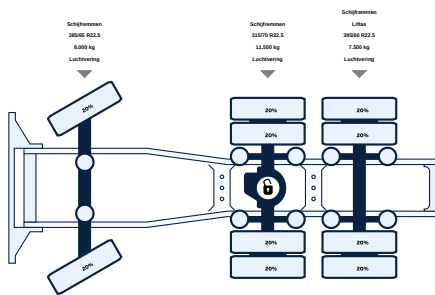 Schijfremmen
385/65 R22.5
8.000 kg
Luchtvering
Schijfremmen
315/70 R22.5
11.500 kg
Luchtvering
Schijfremmen
Liftas
385/60 R22.5
7.500 kg
Luchtvering
20%
20%
20%
20%
20%
20%
20%
20%
20%
20%